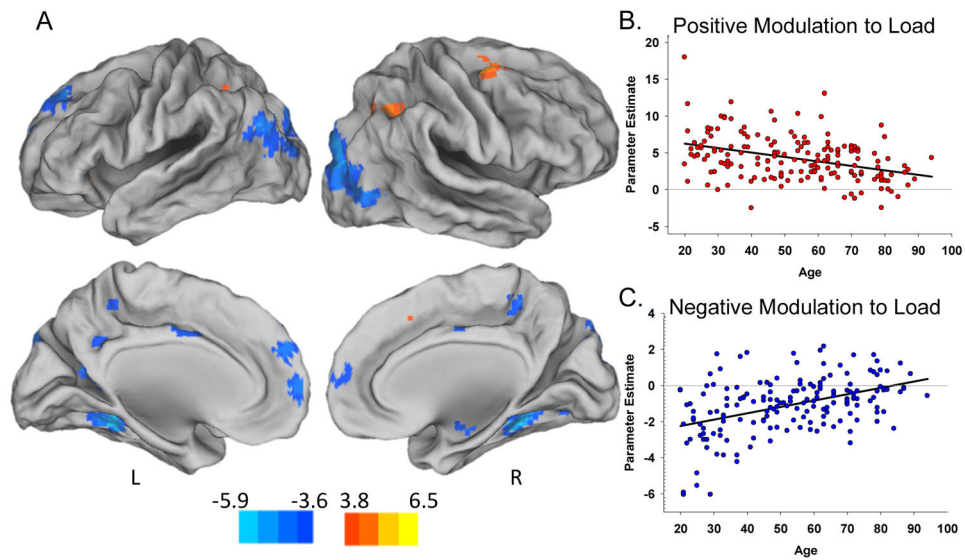 A
L
R
-5.9 -3.6 3.8 6.5
B. Positive Modulation to Load
Parameter Estimate
20
15
10
5
0
-5
20 30 40 50 60 70 80 90 100
Age
C. Negative Modulation to Load
Parameter Estimate
4
2
0
-2
-4
-6
20 30 40 50 60 70 80 90 100
Age